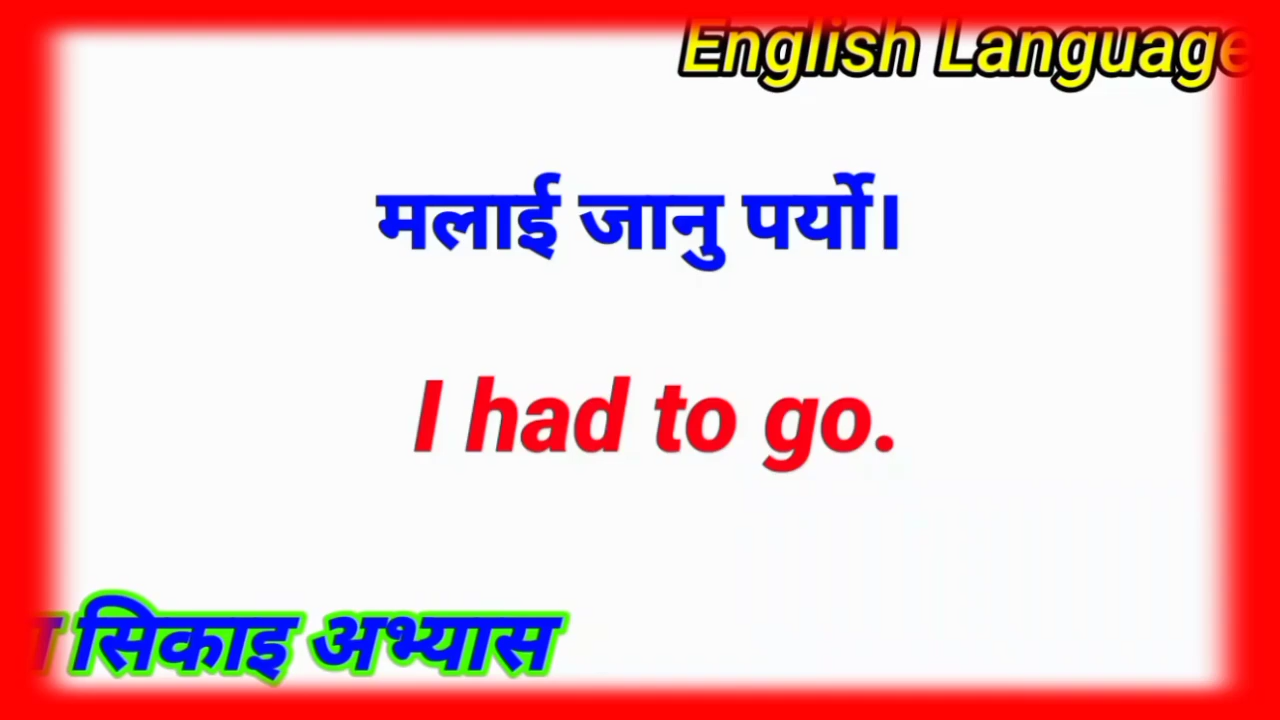 English Language
मलाई जानु पर्यो।
I had to go.
सिकाइ अभ्यास